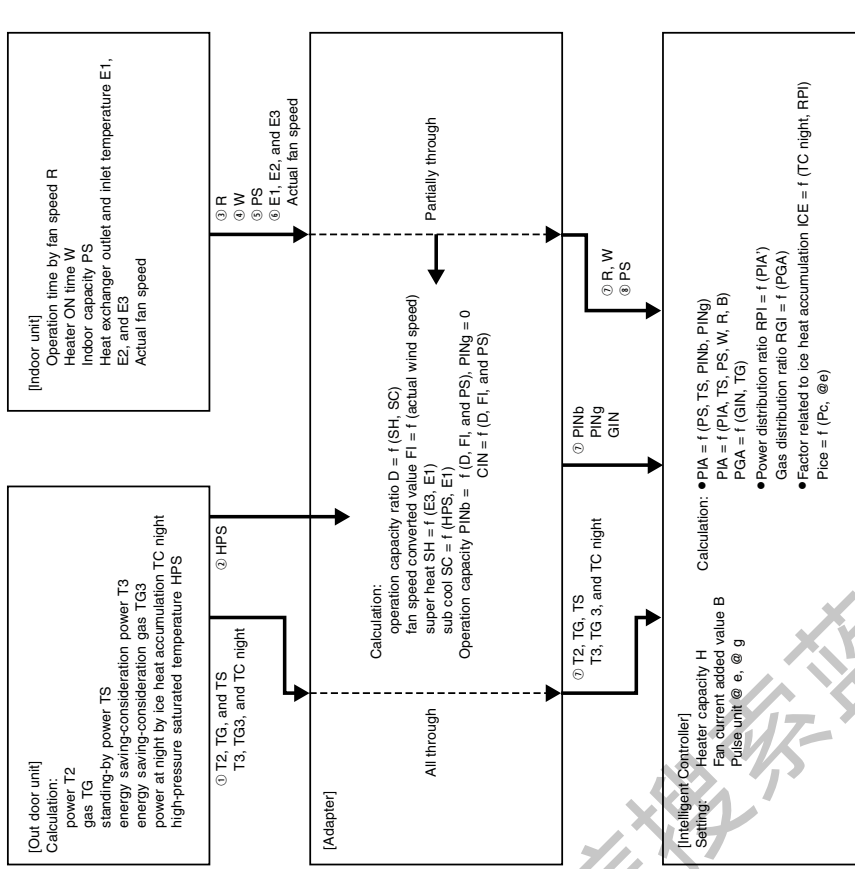 [Out door unit]
Calculation:
power T2
gas TG
standing-by power TS
energy saving-consideration power T3
energy saving-consideration gas TG3
power at night by ice heat accumulation TC night
high-pressure saturated temperature HPS
[Indoor unit]
Operation time by fan speed R
Heater ON time W
Indoor capacity PS
Heat exchanger outlet and inlet temperature E1,
E2, and E3
Actual fan speed
① T2, TG, and TS
T3, TG3, and TC night
② HPS
③ R
④ W
⑤ PS
⑥ E1, E2, and E3
Actual fan speed
[Adapter]
All through
Calculation:
operation capacity ratio D = f (SH, SC)
fan speed converted value FI = f (actual wind speed)
super heat SH = f (E3, E1)
sub cool SC = f (HPS, E1)
Operation capacity PINb = f (D, FI, and PS), PINg = 0
CIN = f (D, FI, and PS)
Partially through
⑦ T2, TG, TS
T3, TG 3, and TC night
⑦ PINb
PINg
GIN
⑦ R, W
⑧ PS
[Intelligent Controller]
Setting: Heater capacity H
Fan current added value B
Pulse unit @ e, @ g
Calculation: ●PIA = f (PS, TS, PINb, PINg)
PIA = f (PIA, TS, PS, W, R, B)
PGA = f (GIN, TG)
●Power distribution ratio RPI = f (PIA')
Gas distribution ratio RGI = f (PGA)
●Factor related to ice heat accumulation ICE = f (TC night, RPI)
Pice = f (Pc, @e)